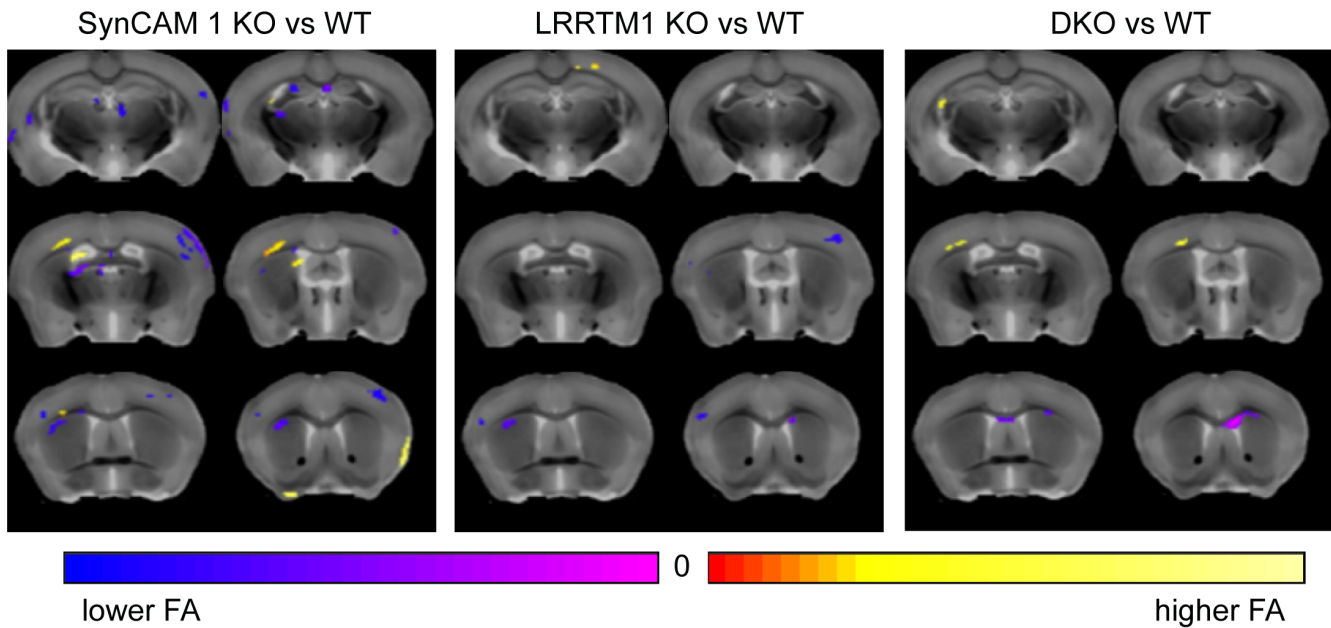 SynCAM 1 KO vs WT
LRRTM1 KO vs WT
DKO vs WT
0
lower FA
higher FA